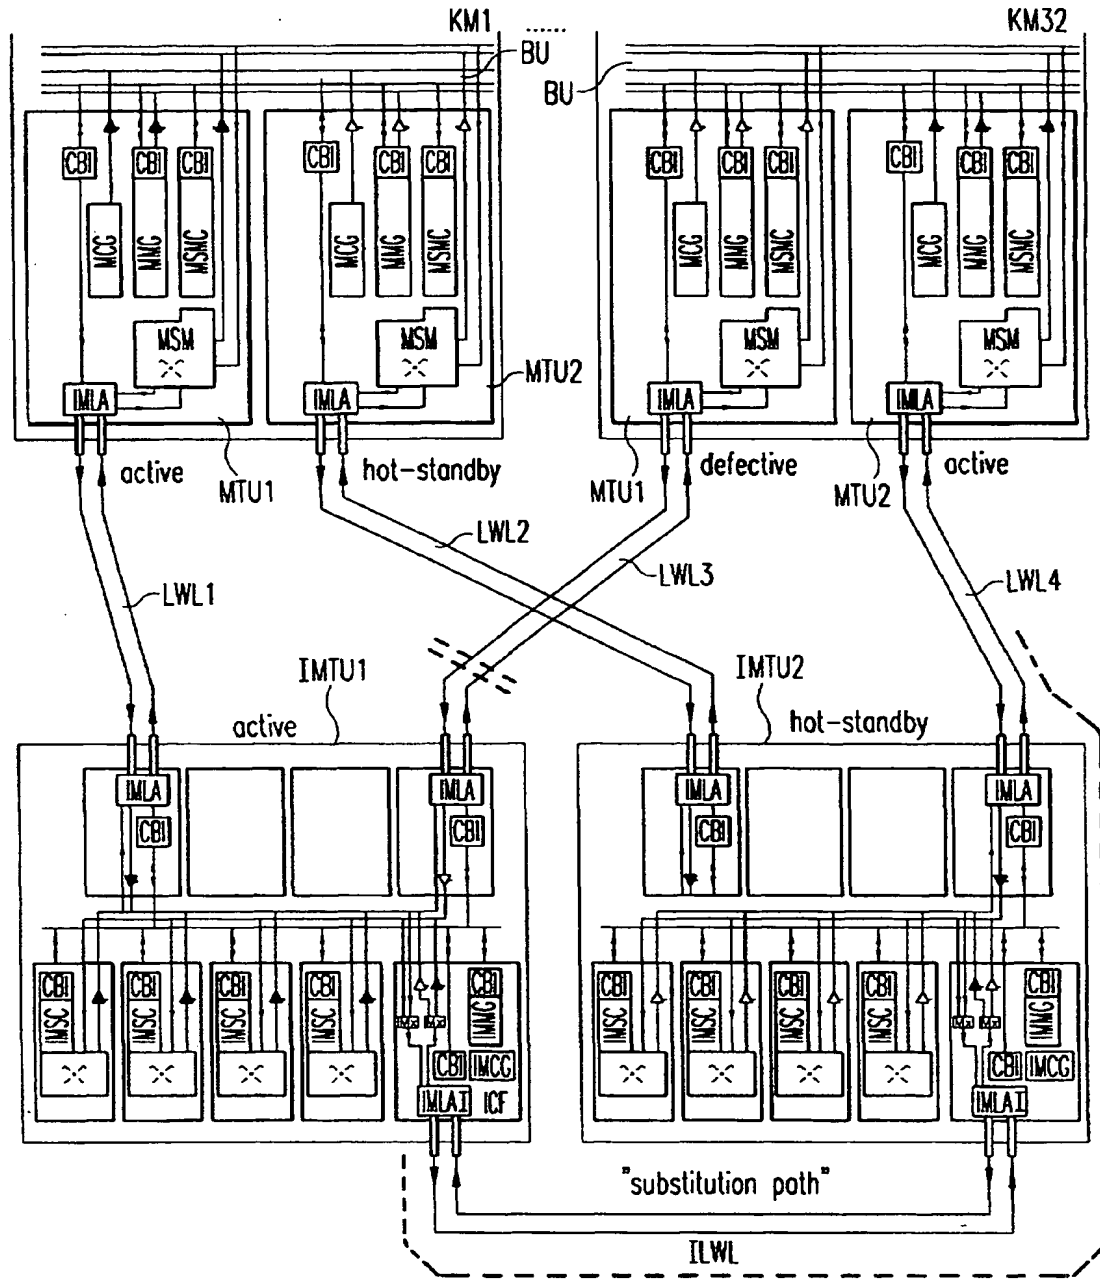 KM1 ...... KM32
BU
BU
CBI CBI CBI CBI CBI CBI CBI CBI CBI CBI CBI CBI
MCG MMG MSMC MCG MMG MSMC MCG MMG MSMC MCG MMG MSMC
MSM MSM MSM MSM
MTU2
IMLA IMLA IMLA IMLA
active hot-standby defective active
MTU1 MTU1 MTU2
LWL2
LWL3
LWL1 LWL4
IMTU1 IMTU2
active hot-standby
IMLA IMLA IMLA IMLA
CBI CBI CBI CBI
CBI CBI CBI CBI CBI CBI CBI CBI CBI CBI
IMSC IMSC IMSC IMSC IMMG IMSC IMSC IMSC IMSC IMMG
CBI IMCG CBI IMCG
IMLAI ICF IMLAI
"substitution path"
ILWL